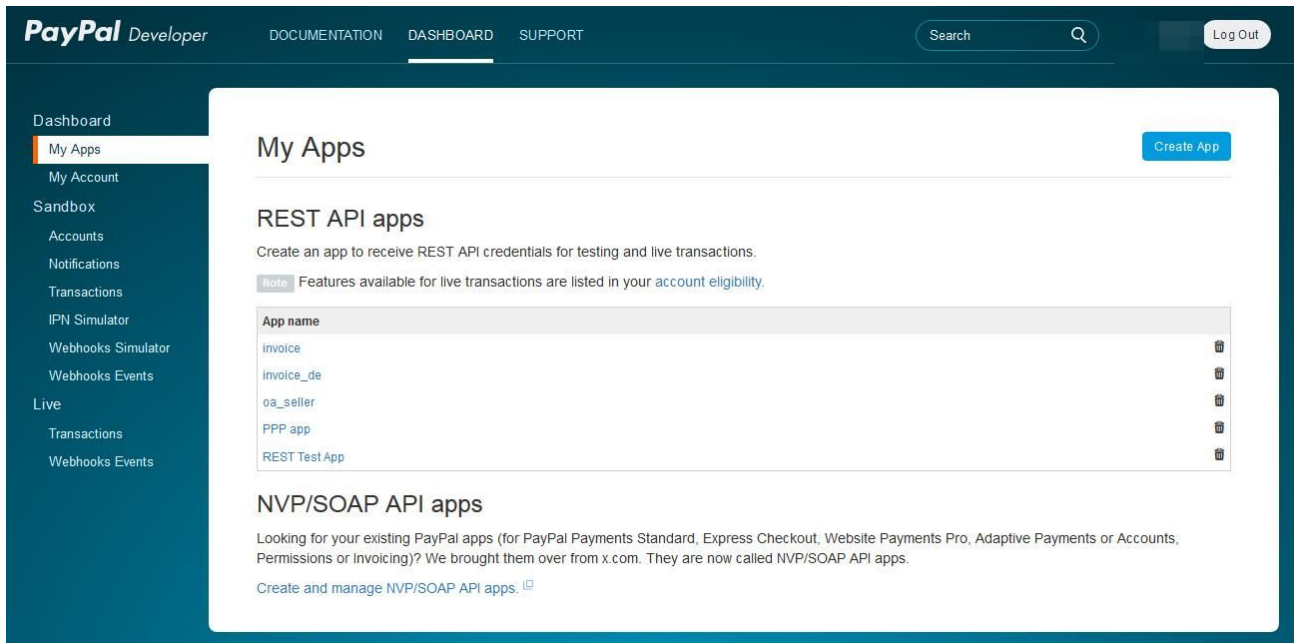 PayPal Developer
DOCUMENTATION DASHBOARD SUPPORT
Search
Log Out
Dashboard
My Apps
My Account
Sandbox
Accounts
Notifications
Transactions
IPN Simulator
Webhooks Simulator
Webhooks Events
Live
Transactions
Webhooks Events
My Apps
Create App
REST API apps
Create an app to receive REST API credentials for testing and live transactions.
Note Features available for live transactions are listed in your account eligibility.
App name
invoice
invoice_de
oa_seller
PPP app
REST Test App
NVP/SOAP API apps
Looking for your existing PayPal apps (for PayPal Payments Standard, Express Checkout, Website Payments Pro, Adaptive Payments or Accounts,
Permissions or Invoicing)? We brought them over from x.com. They are now called NVP/SOAP API apps.
Create and manage NVP/SOAP API apps.